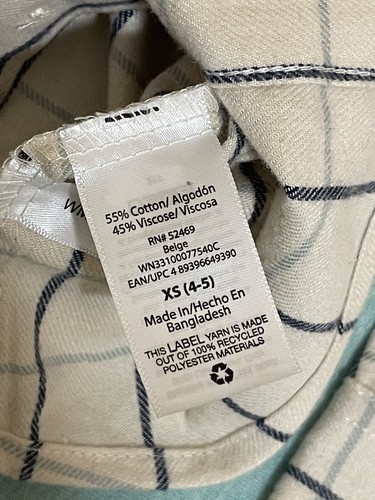 55% Cotton/ Algodón
45% Viscose/ Viscosa
RN# 52469
Beige
WN33100077540C
EAN/UPC 4 89396649390
XS (4-5)
Made In/Hecho En
Bangladesh
THIS LABEL YARN IS MADE
OUT OF 100% RECYCLED
POLYESTER MATERIALS